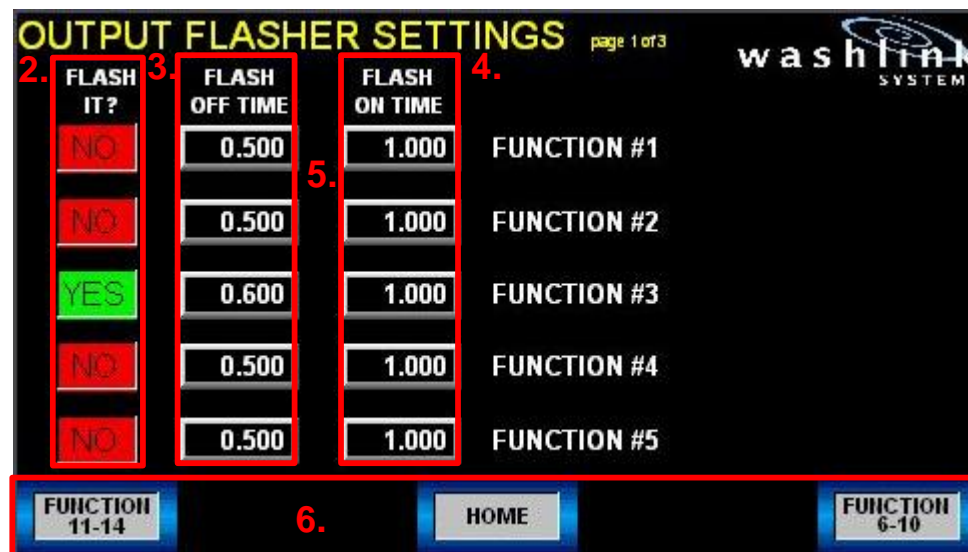 OUTPUT FLASHER SETTINGS page 1 of 3
washlink
SYSTEM
2. FLASH IT? 3. FLASH OFF TIME FLASH ON TIME 4.
NO 0.500 1.000 FUNCTION #1
5.
NO 0.500 1.000 FUNCTION #2
YES 0.600 1.000 FUNCTION #3
NO 0.500 1.000 FUNCTION #4
NO 0.500 1.000 FUNCTION #5
FUNCTION 11-14 6. HOME FUNCTION 6-10